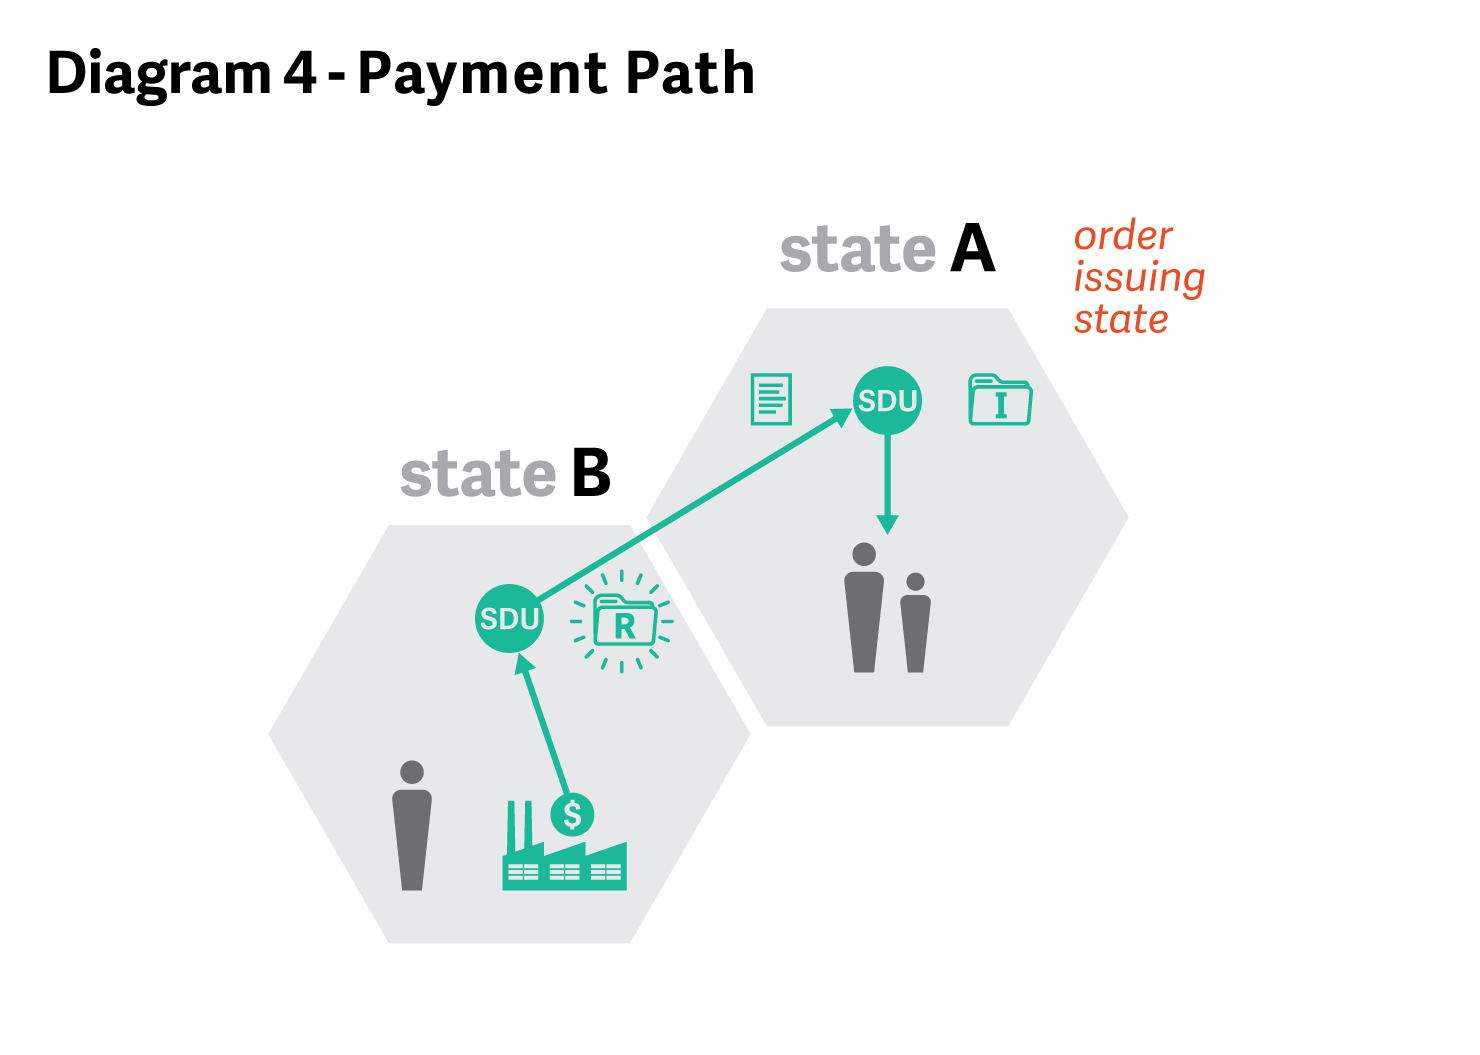 Diagram 4 - Payment Path
state A
order
issuing
state
SDU
I
state B
SDU
R
$